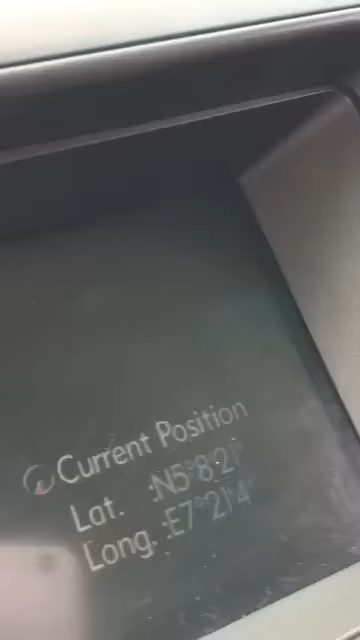 Current Position
Lat. :N5°8'21"
Long. :E7°21'4"